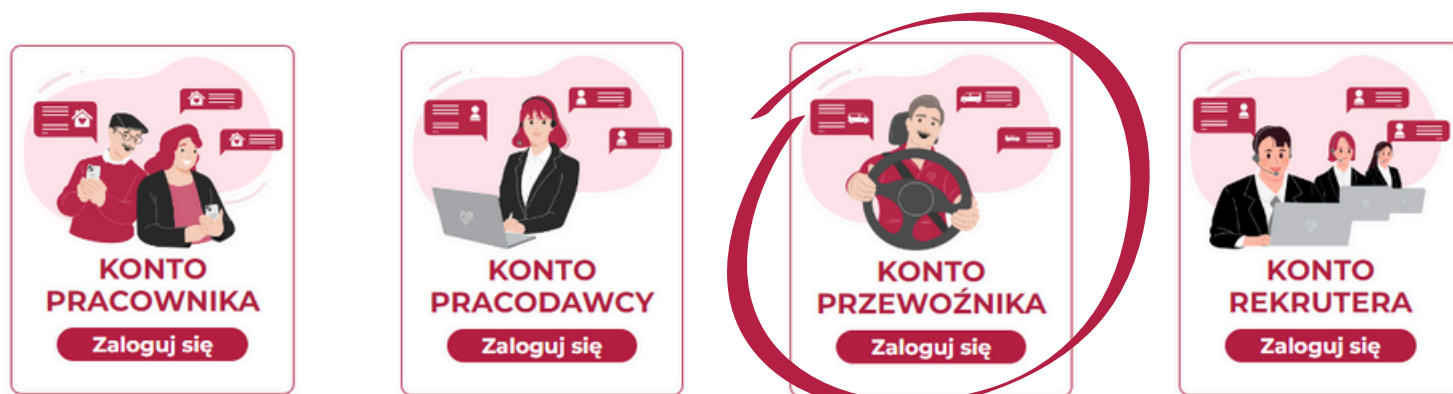 KONTO
PRACOWNIKA
Zaloguj się
KONTO
PRACODAWCY
Zaloguj się
KONTO
PRZEWOŹNIKA
Zaloguj się
KONTO
REKRUTERA
Zaloguj się